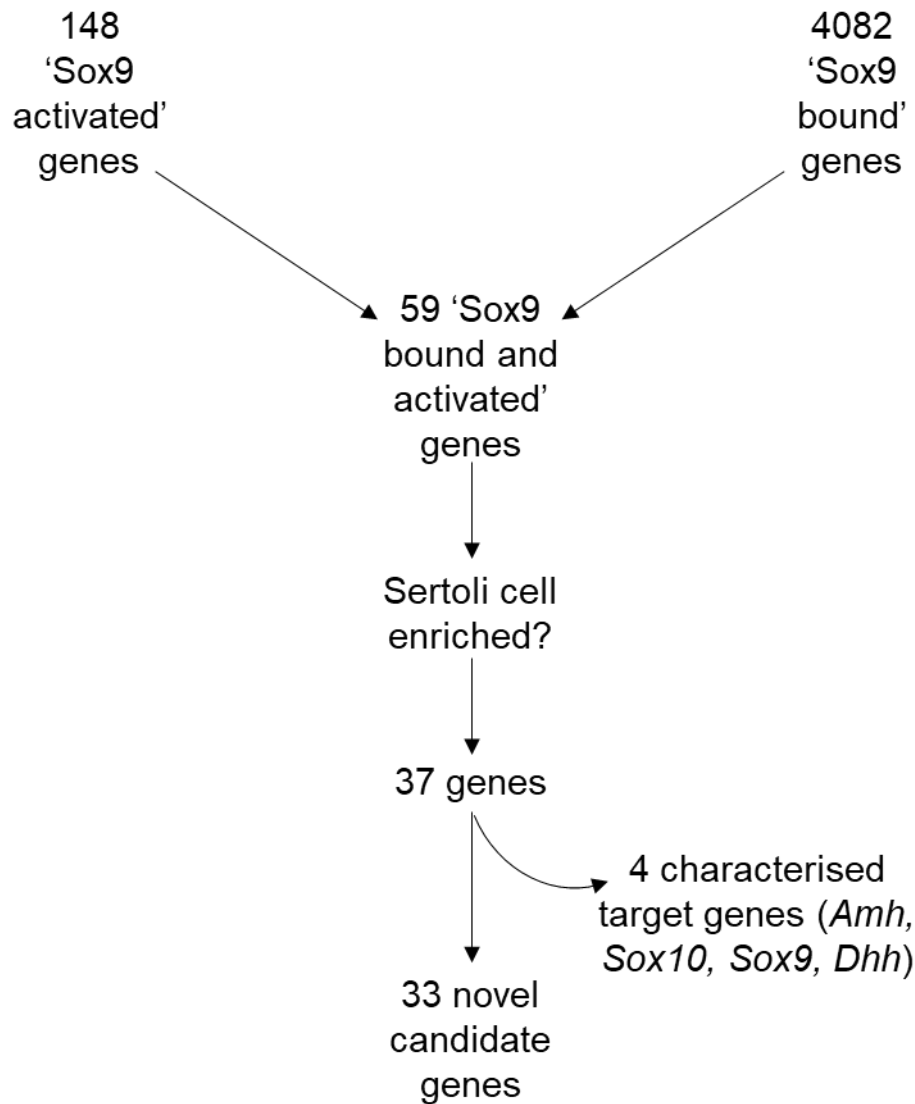 148
‘Sox9
activated’
genes
4082
‘Sox9
bound’
genes
59 ‘Sox9
bound and
activated’
genes
Sertoli cell
enriched?
37 genes
4 characterised
target genes (Amh,
Sox10, Sox9, Dhh)
33 novel
candidate
genes